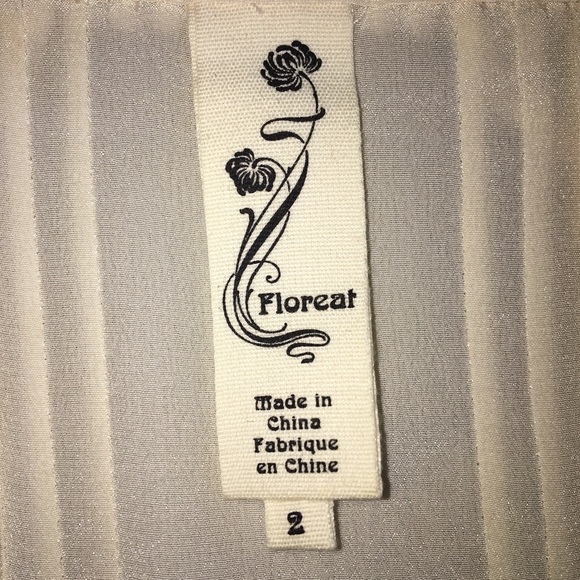 Floreat
Made in
China
Fabrique
en Chine
2